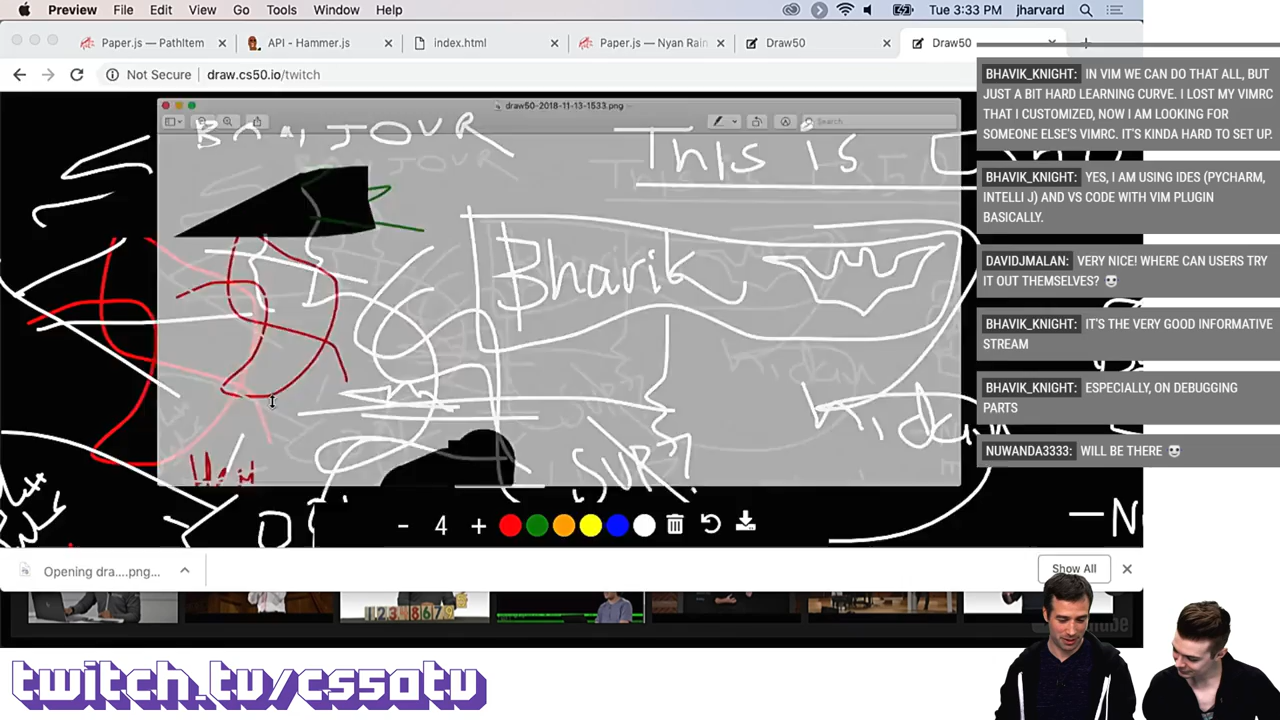 Preview File Edit View Go Tools Window Help
Tue 3:33 PM jharvard
Paper.js — PathItem
API - Hammer.js
index.html
Paper.js — Nyan Rain
Draw50
Draw50
Not Secure draw.cs50.io/twitch
draw50-2018-11-13-1533.png
Search
JOUR
This is
Bharik
SUR?
- 4 +
Opening dra....png...
Show All
BHAVIK_KNIGHT: IN VIM WE CAN DO THAT ALL, BUT
JUST A BIT HARD LEARNING CURVE. I LOST MY VIMRC
THAT I CUSTOMIZED, NOW I AM LOOKING FOR
SOMEONE ELSE'S VIMRC. IT'S KINDA HARD TO SET UP.
BHAVIK_KNIGHT: YES, I AM USING IDES (PYCHARM,
INTELLI J) AND VS CODE WITH VIM PLUGIN
BASICALLY.
DAVIDJMALAN: VERY NICE! WHERE CAN USERS TRY
IT OUT THEMSELVES?
BHAVIK_KNIGHT: IT'S THE VERY GOOD INFORMATIVE
STREAM
BHAVIK_KNIGHT: ESPECIALLY, ON DEBUGGING
PARTS
NUWANDA3333: WILL BE THERE
twitch.tv/cs50tv